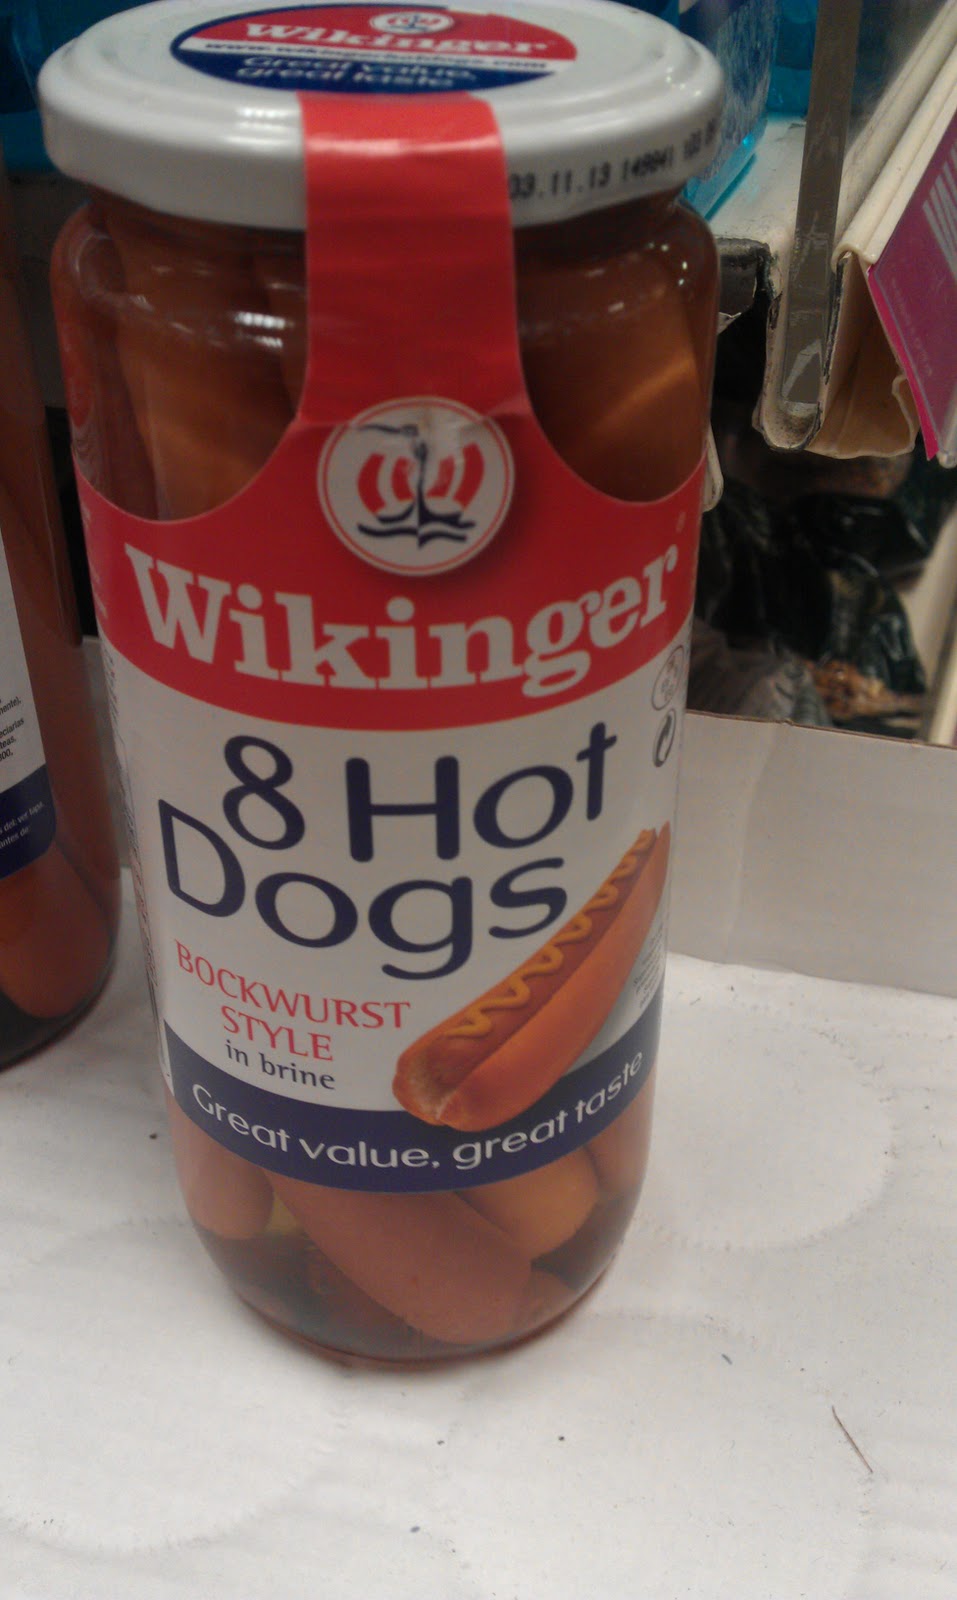 Wikinger
Great value,
great taste
03.11.13
Wikinger
8 Hot
Dogs
BOCKWURST
STYLE
in brine
Great value, great taste